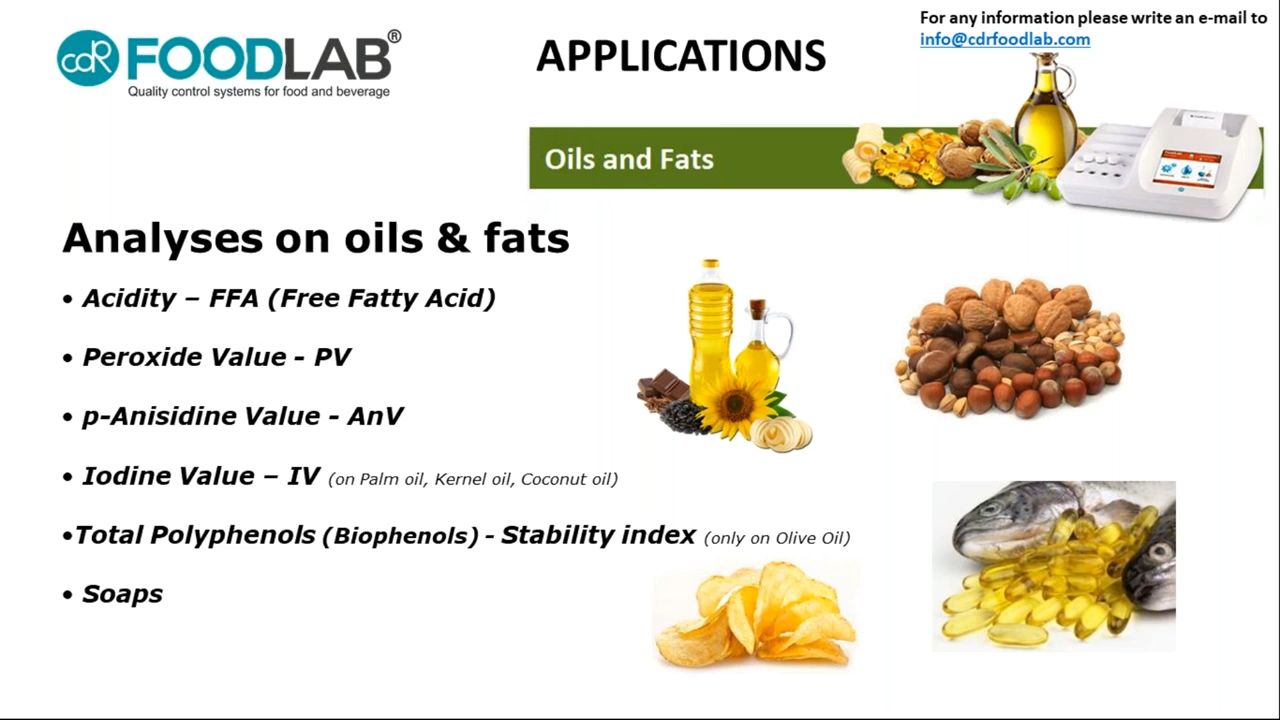 cdR FOODLAB®
Quality control systems for food and beverage
APPLICATIONS
For any information please write an e-mail to
info@cdrfoodlab.com
Oils and Fats
Analyses on oils & fats
• Acidity – FFA (Free Fatty Acid)
• Peroxide Value - PV
• p-Anisidine Value - AnV
• Iodine Value – IV (on Palm oil, Kernel oil, Coconut oil)
•Total Polyphenols (Biophenols) - Stability index (only on Olive Oil)
• Soaps